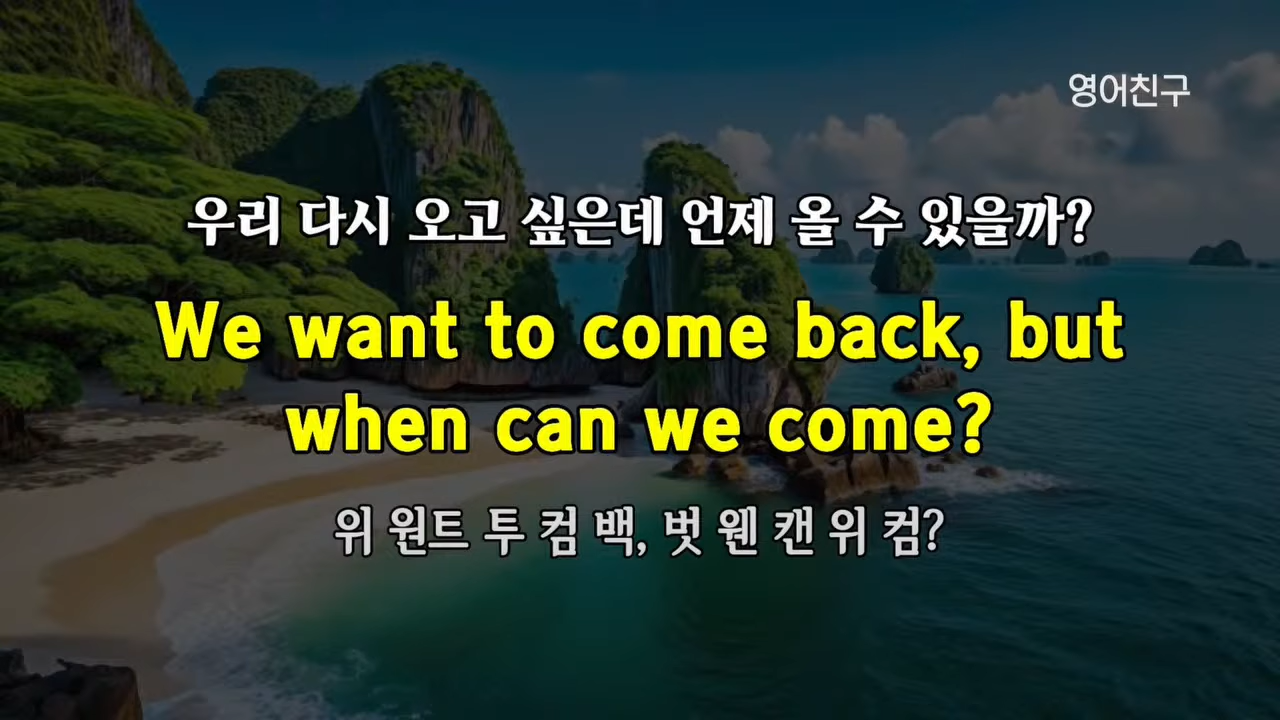 영어친구
우리 다시 오고 싶은데 언제 올 수 있을까?
We want to come back, but
when can we come?
위 원트 투 컴 백, 벗 웬 캔 위 컴?